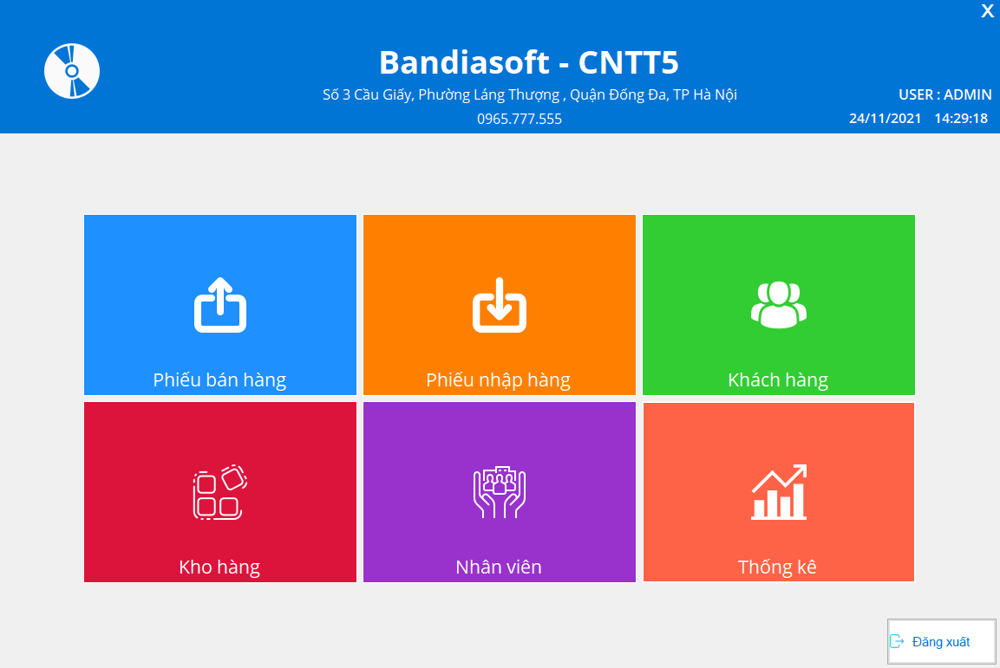 X
Bandiasoft - CNTT5
Số 3 Cầu Giấy, Phường Láng Thượng , Quận Đống Đa, TP Hà Nội
USER : ADMIN
0965.777.555
24/11/2021 14:29:18
Phiếu bán hàng
Phiếu nhập hàng
Khách hàng
Kho hàng
Nhân viên
Thống kê
Đăng xuất